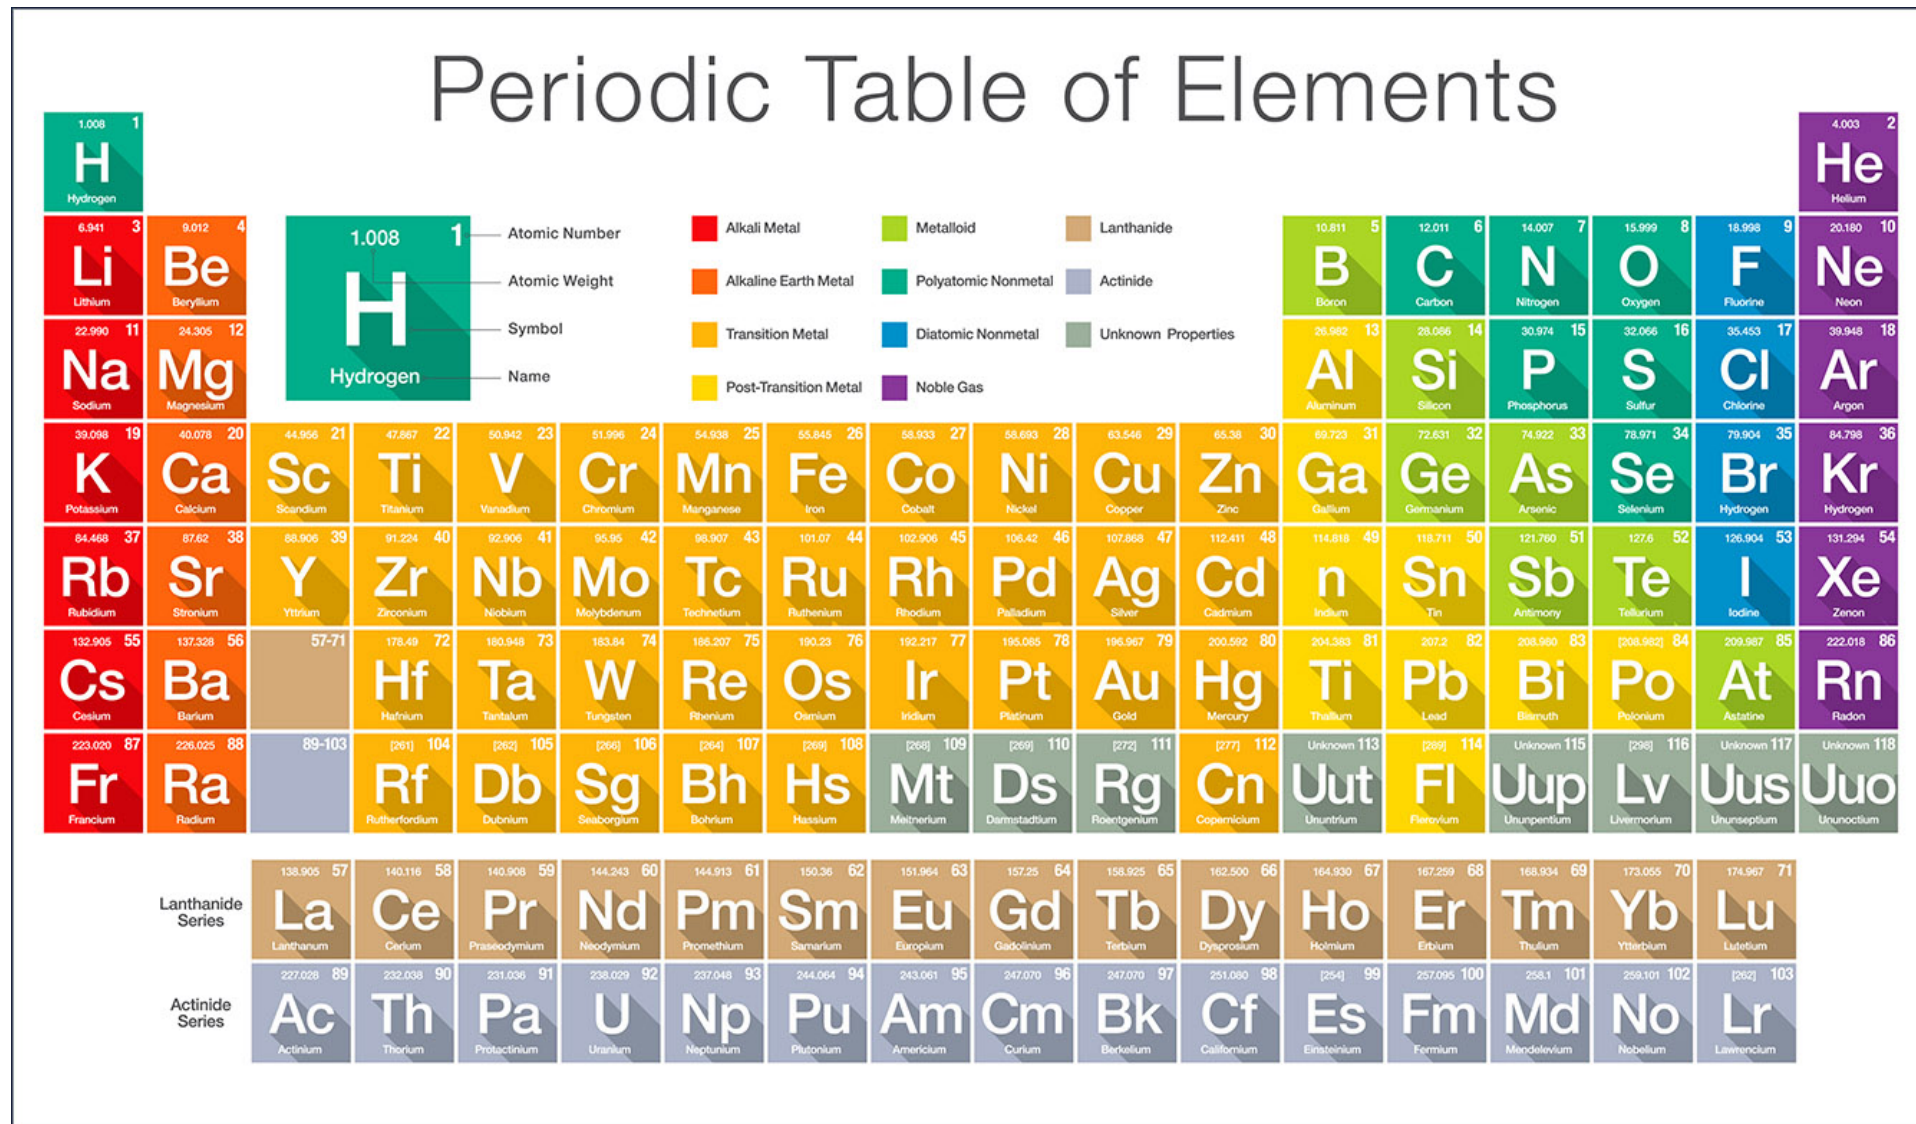 Periodic Table of Elements
1.008 1 4.003 2
H He
Hydrogen Helium
1.008 1 Atomic Number
Atomic Weight
H Symbol
Hydrogen Name
Alkali Metal Metalloid Lanthanide
Alkaline Earth Metal Polyatomic Nonmetal Actinide
Transition Metal Diatomic Nonmetal Unknown Properties
Post-Transition Metal Noble Gas
6.941 3 9.012 4 10.811 5 12.011 6 14.007 7 15.999 8 18.998 9 20.180 10
Li Be B C N O F Ne
Lithium Beryllium Boron Carbon Nitrogen Oxygen Fluorine Neon
22.990 11 24.305 12 26.982 13 28.086 14 30.974 15 32.066 16 35.453 17 39.948 18
Na Mg Al Si P S Cl Ar
Sodium Magnesium Aluminum Silicon Phosphorus Sulfur Chlorine Argon
39.098 19 40.078 20 44.956 21 47.867 22 50.942 23 51.996 24 54.938 25 55.845 26 58.933 27 58.693 28 63.546 29 65.38 30 69.723 31 72.631 32 74.922 33 78.971 34 79.904 35 84.798 36
K Ca Sc Ti V Cr Mn Fe Co Ni Cu Zn Ga Ge As Se Br Kr
Potassium Calcium Scandium Titanium Vanadium Chromium Manganese Iron Cobalt Nickel Copper Zinc Gallium Germanium Arsenic Selenium Hydrogen Hydrogen
84.468 37 87.62 38 88.906 39 91.224 40 92.906 41 95.95 42 98.907 43 101.07 44 102.906 45 106.42 46 107.868 47 112.411 48 114.818 49 118.711 50 121.760 51 127.6 52 126.904 53 131.294 54
Rb Sr Y Zr Nb Mo Tc Ru Rh Pd Ag Cd n Sn Sb Te I Xe
Rubidium Stronium Yttrium Zirconium Niobium Molybdenum Technetium Ruthenium Rhodium Palladium Silver Cadmium Indium Tin Antimony Tellurium Iodine Zenon
132.905 55 137.328 56 57-71 178.49 72 180.948 73 183.84 74 186.207 75 190.23 76 192.217 77 195.085 78 196.967 79 200.592 80 204.383 81 207.2 82 208.980 83 [208.982] 84 209.987 85 222.018 86
Cs Ba Hf Ta W Re Os Ir Pt Au Hg Ti Pb Bi Po At Rn
Cesium Barium Hafnium Tantalum Tungsten Rhenium Osmium Iridium Platinum Gold Mercury Thallium Lead Bismuth Polonium Astatine Radon
223.020 87 226.025 88 89-103 [261] 104 [262] 105 [266] 106 [264] 107 [269] 108 [268] 109 [269] 110 [272] 111 [277] 112 Unknown 113 [289] 114 Unknown 115 [298] 116 Unknown 117 Unknown 118
Fr Ra Rf Db Sg Bh Hs Mt Ds Rg Cn Uut Fl Uup Lv Uus Uuo
Francium Radium Rutherfordium Dubnium Seaborgium Bohrium Hassium Meitnerium Darmstadtium Roentgenium Copernicium Ununtrium Flerovium Ununpentium Livermorium Ununseptium Ununoctium
138.905 57 140.116 58 140.908 59 144.243 60 144.913 61 150.36 62 151.964 63 157.25 64 158.925 65 162.500 66 164.930 67 167.259 68 168.934 69 173.055 70 174.967 71
Lanthanide
Series
La Ce Pr Nd Pm Sm Eu Gd Tb Dy Ho Er Tm Yb Lu
Lanthanum Cerium Praseodymium Neodymium Promethium Samarium Europium Gadolinium Terbium Dysprosium Holmium Erbium Thulium Ytterbium Lutetium
227.028 89 232.038 90 231.036 91 238.029 92 237.048 93 244.064 94 243.061 95 247.070 96 247.070 97 251.080 98 [254] 99 257.095 100 258.1 101 259.101 102 [262] 103
Actinide
Series
Ac Th Pa U Np Pu Am Cm Bk Cf Es Fm Md No Lr
Actinium Thorium Protactinium Uranium Neptunium Plutonium Americium Curium Berkelium Californium Einsteinium Fermium Mendelevium Nobelium Lawrencium